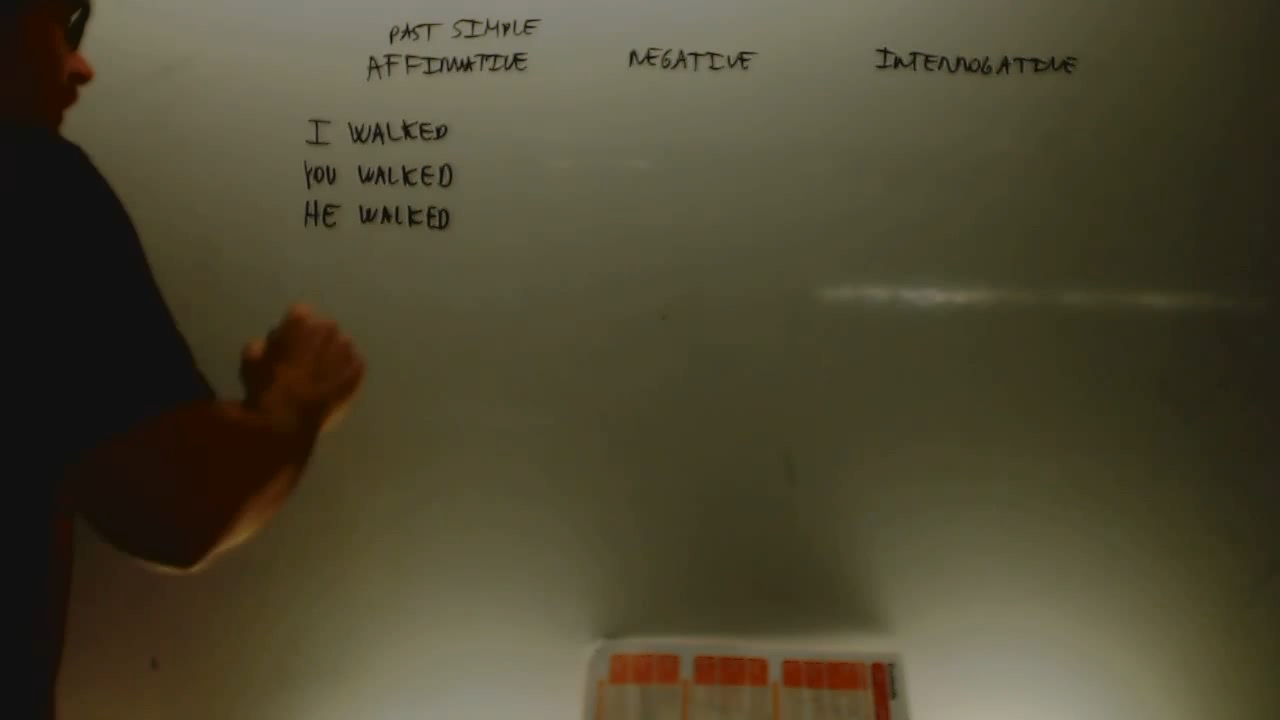 PAST SIMPLE
AFFIRMATIVE NEGATIVE INTERROGATIVE
I WALKED
YOU WALKED
HE WALKED